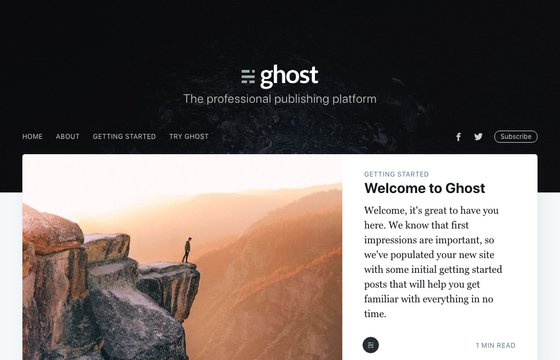 ghost
The professional publishing platform
HOME ABOUT GETTING STARTED TRY GHOST
Subscribe
GETTING STARTED
Welcome to Ghost
Welcome, it's great to have you
here. We know that first
impressions are important, so
we've populated your new site
with some initial getting started
posts that will help you get
familiar with everything in no
time.
1 MIN READ